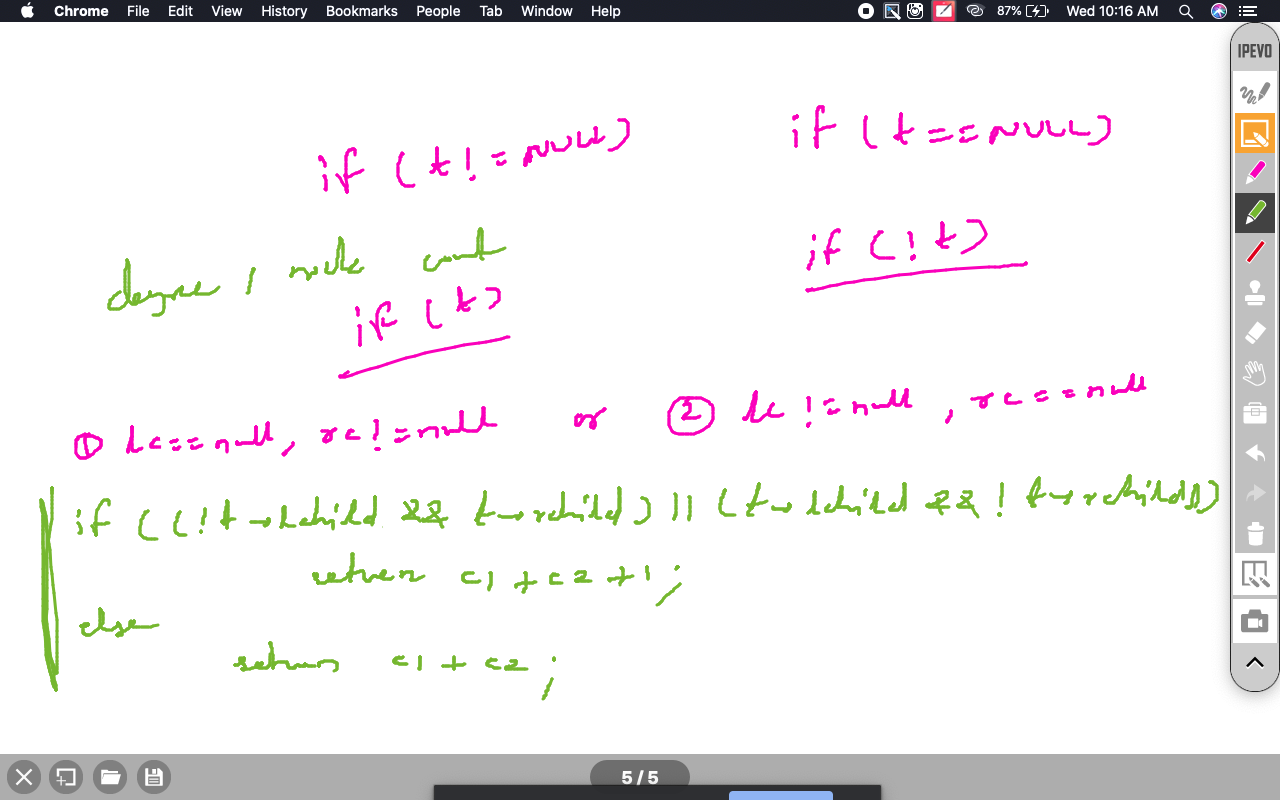 Chrome File Edit View History Bookmarks People Tab Window Help 87% Wed 10:16 AM
IPEVO
if (t!=NULL)
if (t==NULL)
degree 1 node count
if (!t)
if (t)
① lc==null, rc!=null or ② lc!=null, rc==null
if ((!t→lchild && t→rchild) || (t→lchild && !t→rchild))
return c1+c2+1;
else
return c1+c2;
5/5